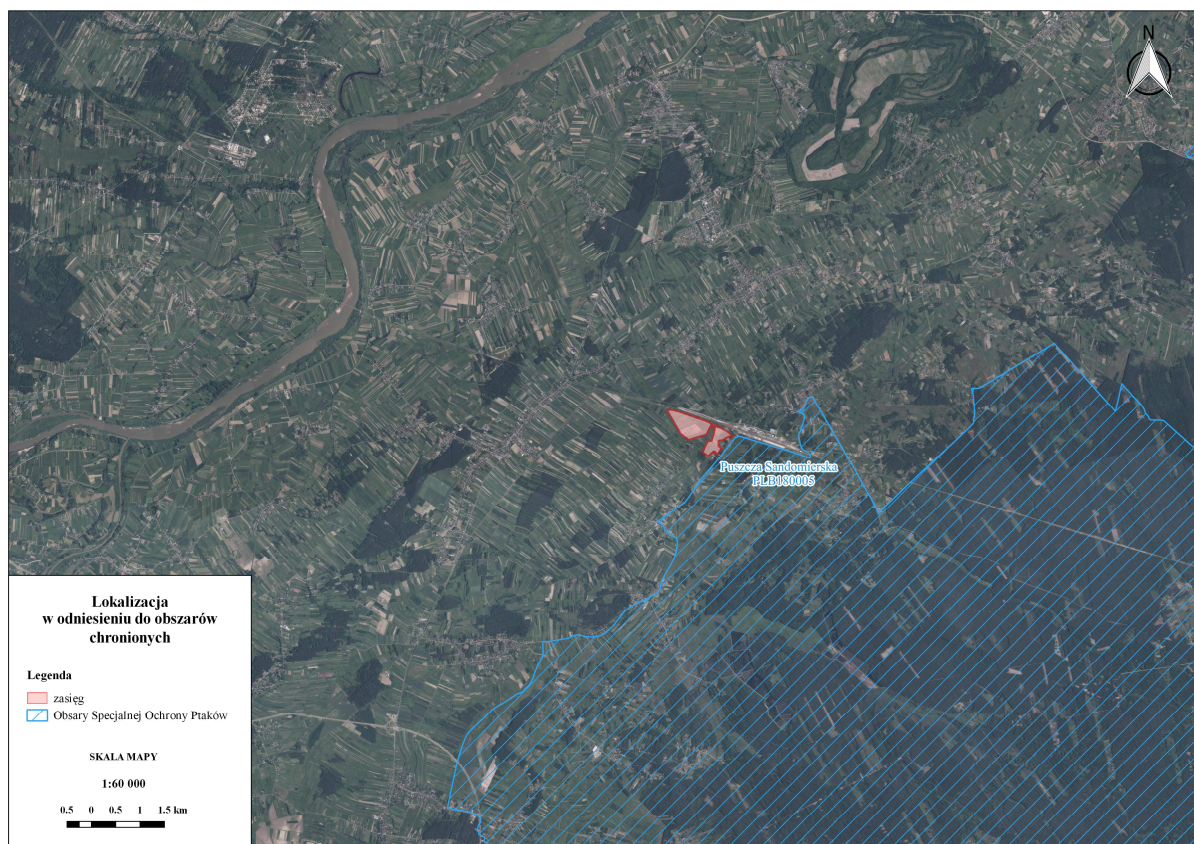 N
Puszcza Sandomierska
PLB180005
Lokalizacja
w odniesieniu do obszarów
chronionych
Legenda
zasięg
Obsary Specjalnej Ochrony Ptaków
SKALA MAPY
1:60 000
0.5 0 0.5 1 1.5 km